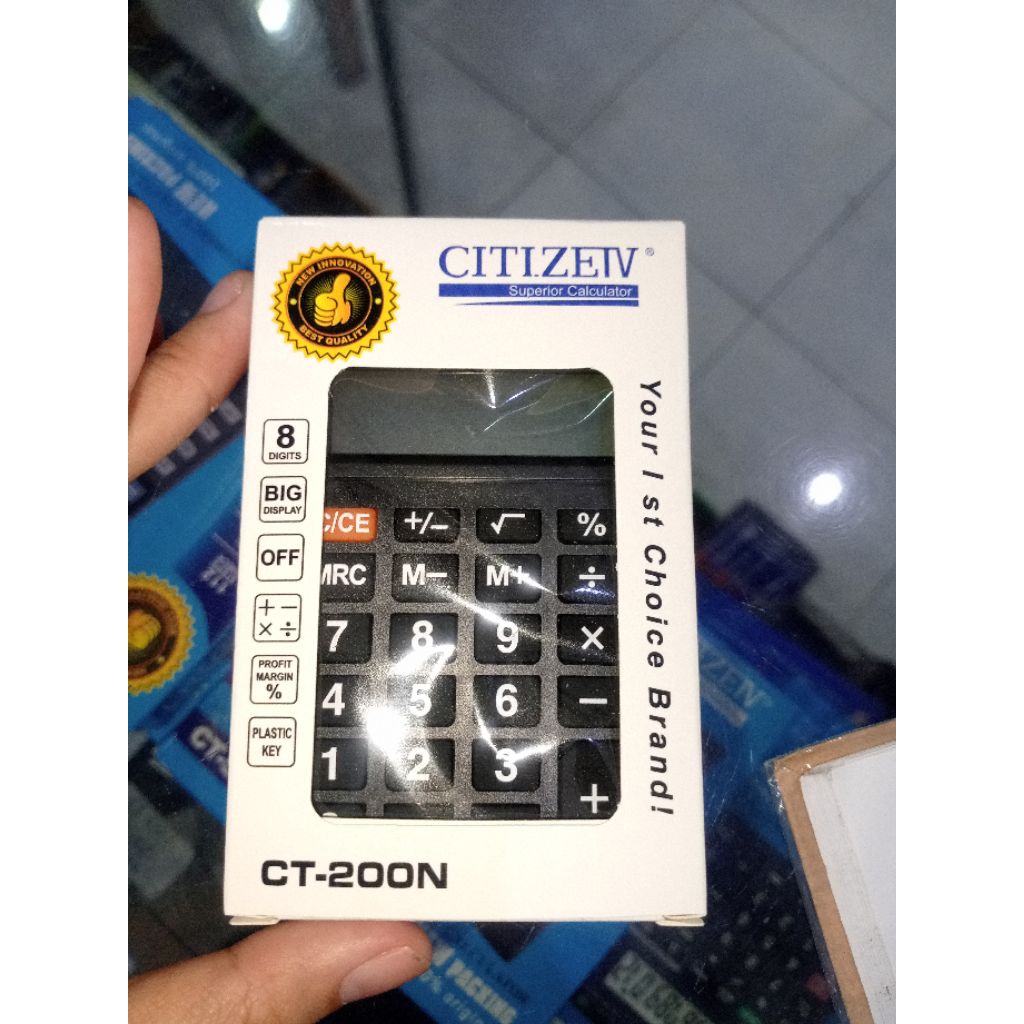 NEW INNOVATION
BEST QUALITY
CITIZEIV®
Superior Calculator
8
DIGITS
BIG
DISPLAY
OFF
+ −
× ÷
PROFIT
MARGIN
%
PLASTIC
KEY
C/CE +/− √ %
MRC M− M+ ÷
7 8 9 ×
4 5 6 −
1 2 3 +
Your I st Choice Brand!
CT-200N
PACKING